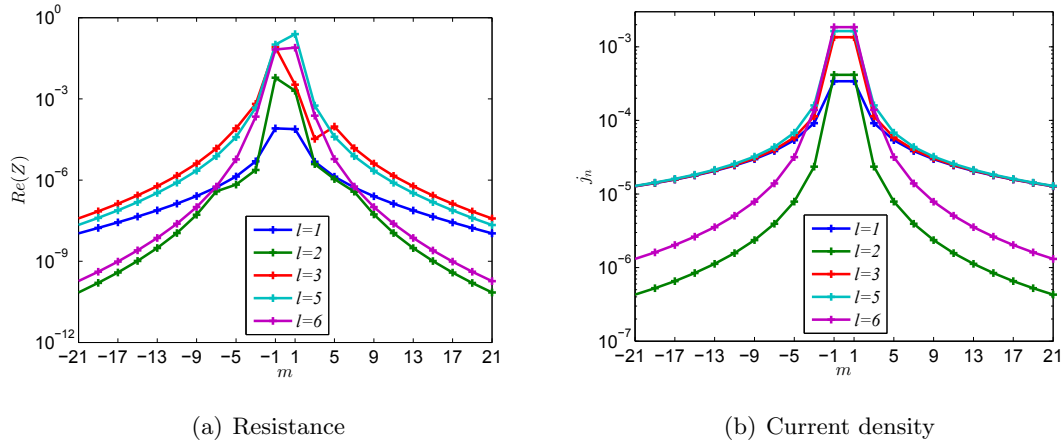 10^0
10^−3
10^−6
10^−9
10^−12
Re(Z)
l=1
l=2
l=3
l=5
l=6
−21 −17 −13 −9 −5 −1 1 5 9 13 17 21
m
(a) Resistance
10^−3
10^−4
10^−5
10^−6
10^−7
j_n
l=1
l=2
l=3
l=5
l=6
−21 −17 −13 −9 −5 −1 1 5 9 13 17 21
m
(b) Current density